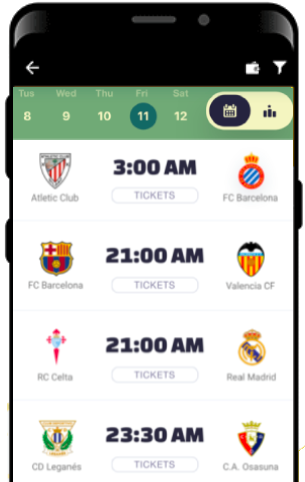 Tus Wed Thu Fri Sat
8 9 10 11 12
3:00 AM
TICKETS
Atletic Club FC Barcelona
21:00 AM
TICKETS
FC Barcelona Valencia CF
21:00 AM
TICKETS
RC Celta Real Madrid
23:30 AM
TICKETS
CD Leganés C.A. Osasuna